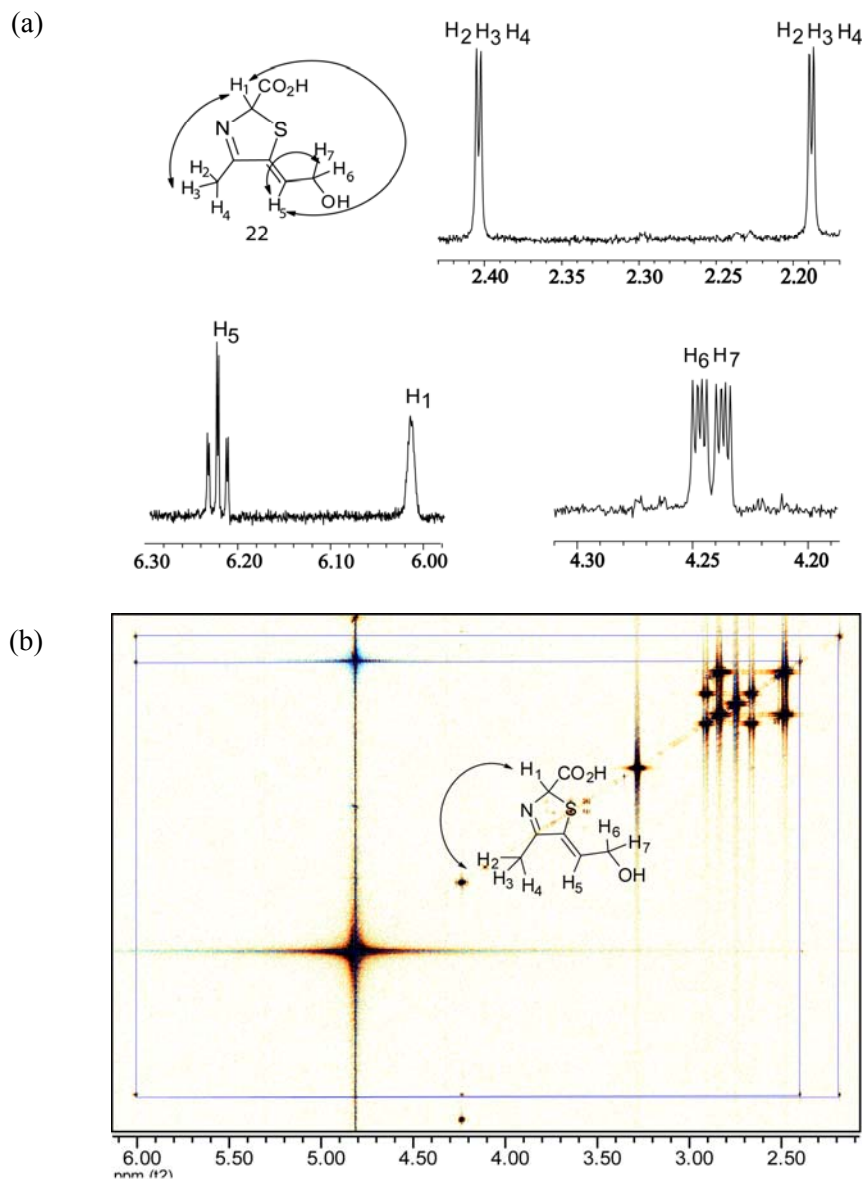 (a)
H2 H3 H4
H2 H3 H4
H1 CO2H
N
S
H7
H2
H6
H3
H4
H5
OH
22
2.40 2.35 2.30 2.25 2.20
H5
H1
H6 H7
6.30 6.20 6.10 6.00
4.30 4.25 4.20
(b)
H1 CO2H
N
S
H6
H7
H2
H3 H4
H5
OH
6.00 5.50 5.00 4.50 4.00 3.50 3.00 2.50
ppm (t2)